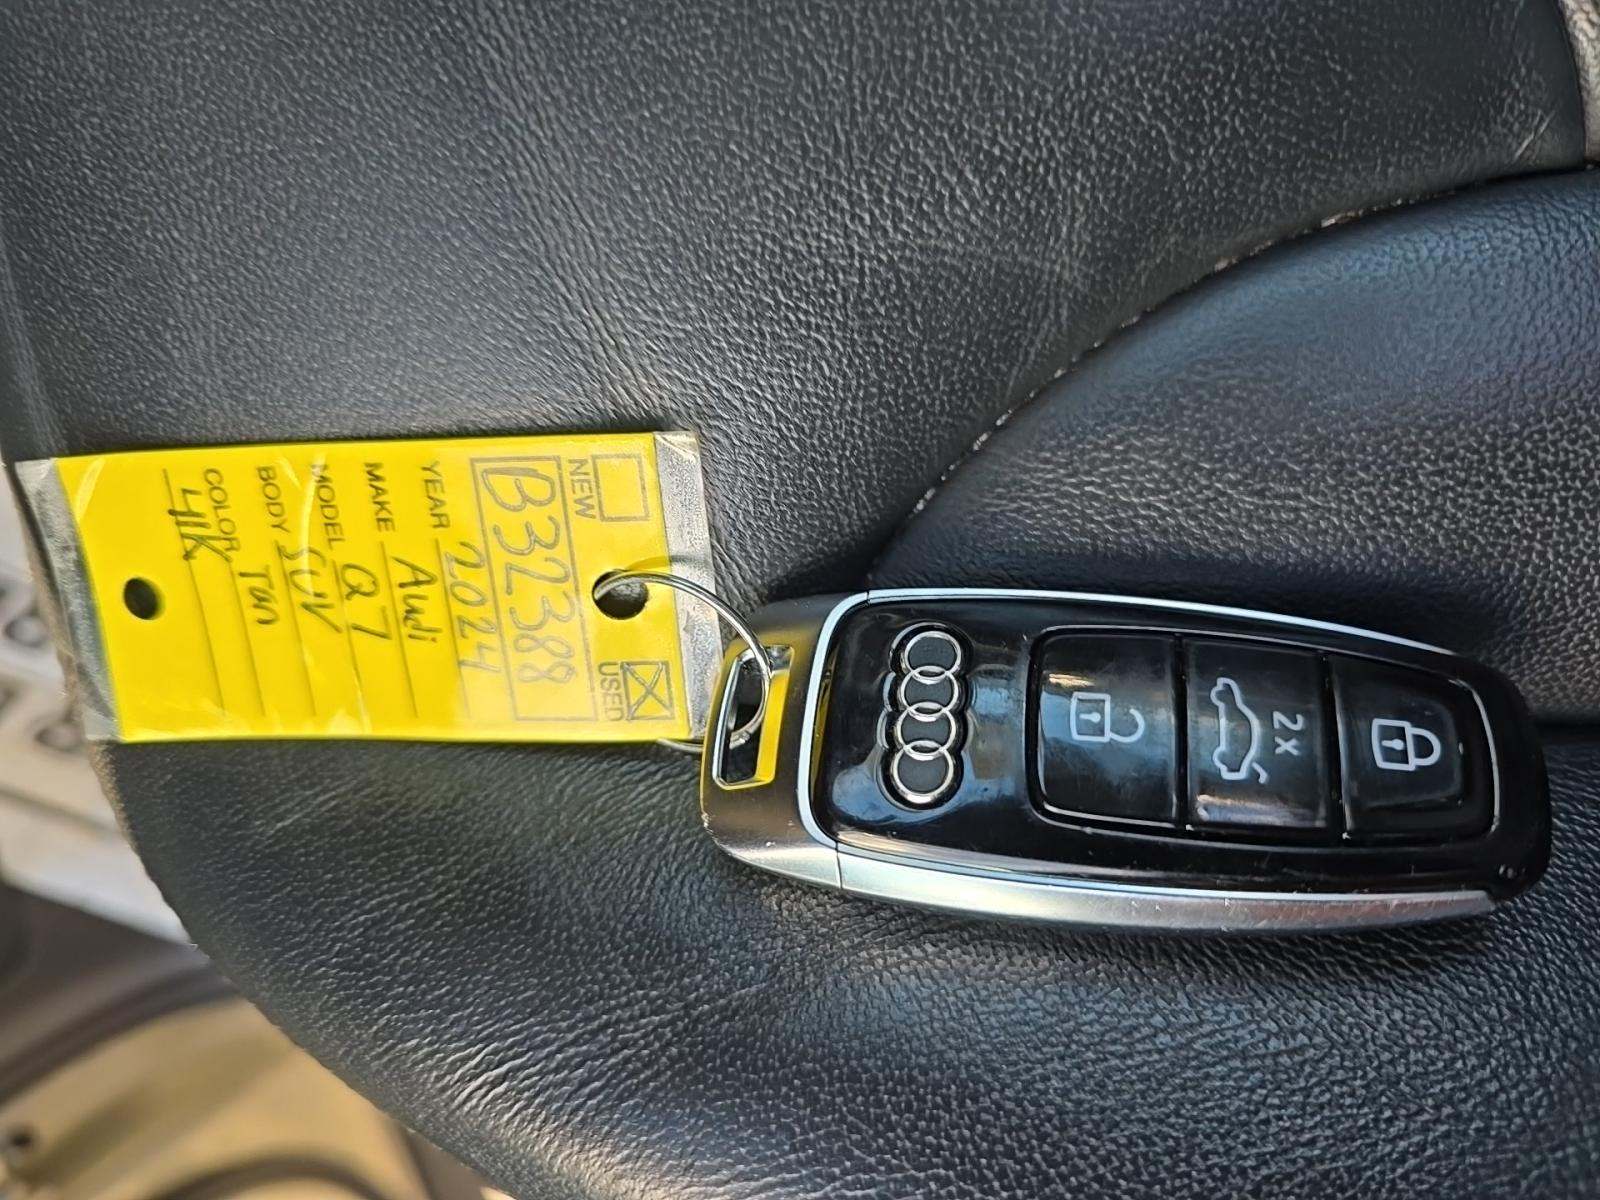 NEW USED
B32388
YEAR 2024
MAKE Audi
MODEL Q7
BODY SUV
COLOR Tan
41K
2x